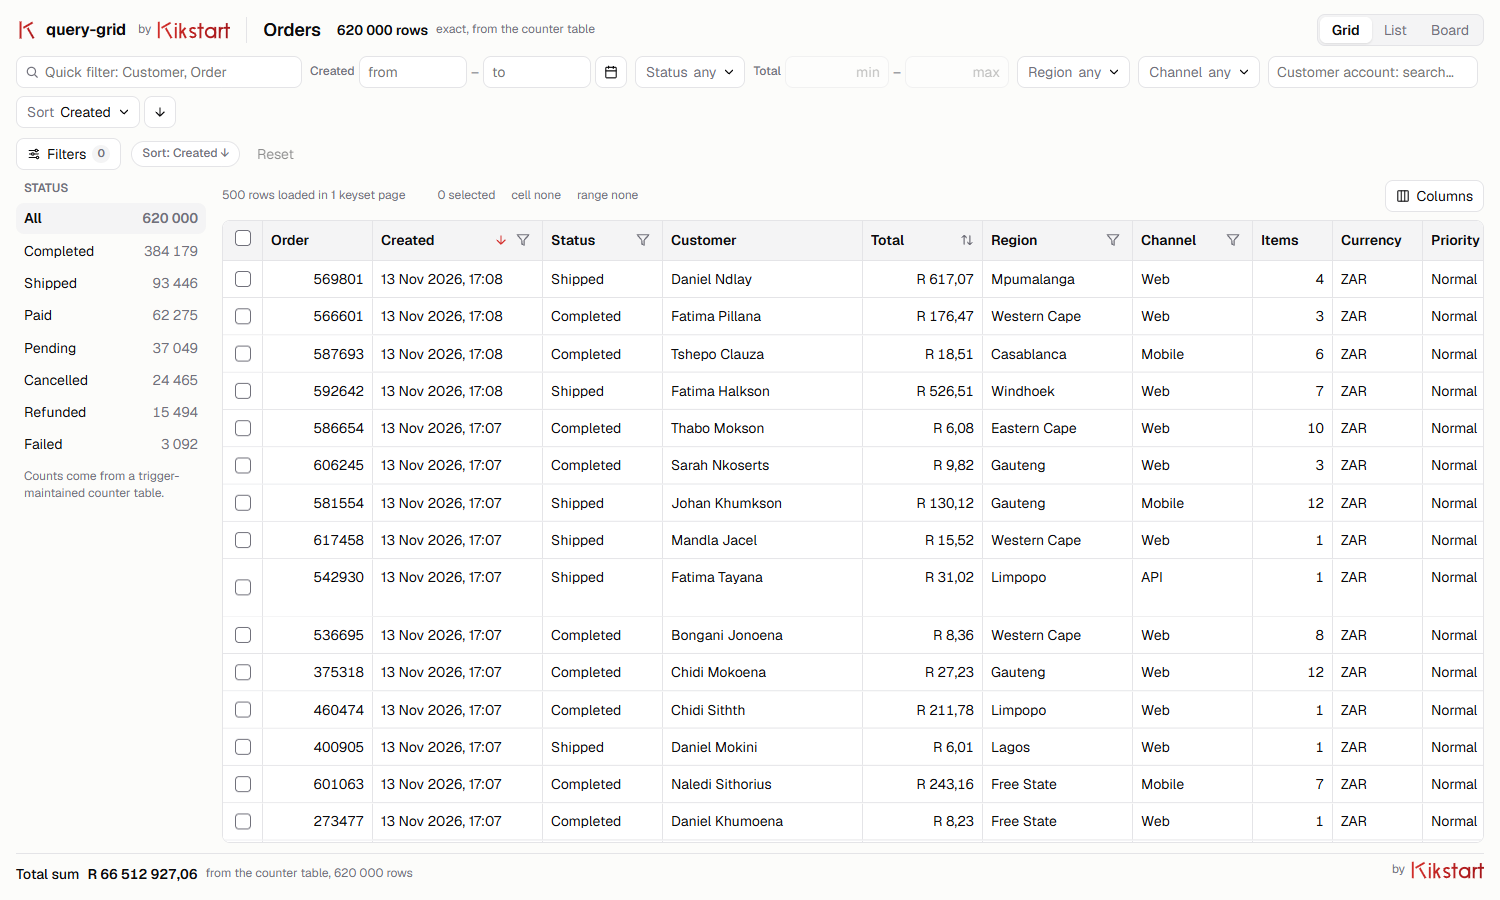 query-grid by Kikstart Orders 620 000 rows exact, from the counter table Grid List Board
Quick filter: Customer, Order Created from – to Status any Total min – max Region any Channel any Customer account: search...
Sort Created
Filters 0 Sort: Created Reset
STATUS
All 620 000
Completed 384 179
Shipped 93 446
Paid 62 275
Pending 37 049
Cancelled 24 465
Refunded 15 494
Failed 3 092
Counts come from a trigger-
maintained counter table.
500 rows loaded in 1 keyset page 0 selected cell none range none Columns
Order Created Status Customer Total Region Channel Items Currency Priority
569801 13 Nov 2026, 17:08 Shipped Daniel Ndlay R 617,07 Mpumalanga Web 4 ZAR Normal
566601 13 Nov 2026, 17:08 Completed Fatima Pillana R 176,47 Western Cape Web 3 ZAR Normal
587693 13 Nov 2026, 17:08 Completed Tshepo Clauza R 18,51 Casablanca Mobile 6 ZAR Normal
592642 13 Nov 2026, 17:08 Shipped Fatima Halkson R 526,51 Windhoek Web 7 ZAR Normal
586654 13 Nov 2026, 17:07 Completed Thabo Mokson R 6,08 Eastern Cape Web 10 ZAR Normal
606245 13 Nov 2026, 17:07 Completed Sarah Nkoserts R 9,82 Gauteng Web 3 ZAR Normal
581554 13 Nov 2026, 17:07 Shipped Johan Khumkson R 130,12 Gauteng Mobile 12 ZAR Normal
617458 13 Nov 2026, 17:07 Shipped Mandla Jacel R 15,52 Western Cape Web 1 ZAR Normal
542930 13 Nov 2026, 17:07 Shipped Fatima Tayana R 31,02 Limpopo API 1 ZAR Normal
536695 13 Nov 2026, 17:07 Completed Bongani Jonoena R 8,36 Western Cape Web 8 ZAR Normal
375318 13 Nov 2026, 17:07 Completed Chidi Mokoena R 27,23 Gauteng Web 12 ZAR Normal
460474 13 Nov 2026, 17:07 Completed Chidi Sithth R 211,78 Limpopo Web 1 ZAR Normal
400905 13 Nov 2026, 17:07 Shipped Daniel Mokini R 6,01 Lagos Web 1 ZAR Normal
601063 13 Nov 2026, 17:07 Completed Naledi Sithorius R 243,16 Free State Mobile 7 ZAR Normal
273477 13 Nov 2026, 17:07 Completed Daniel Khumoena R 8,23 Free State Web 1 ZAR Normal
Total sum R 66 512 927,06 from the counter table, 620 000 rows by Kikstart